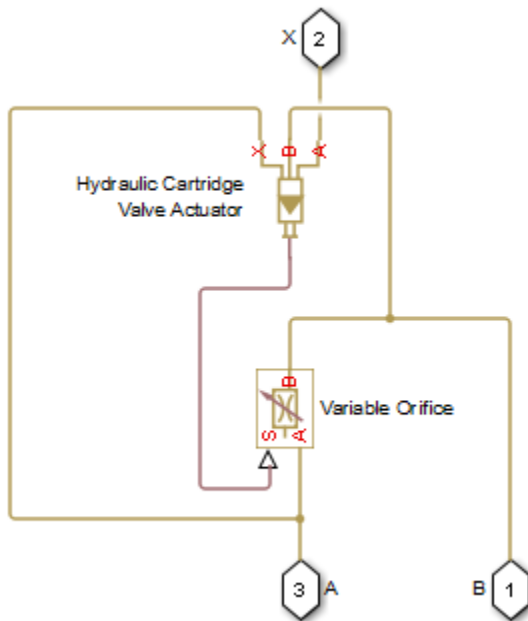 X 2
X B A
Hydraulic Cartridge
Valve Actuator
B
Variable Orifice
S A
3 A
B 1